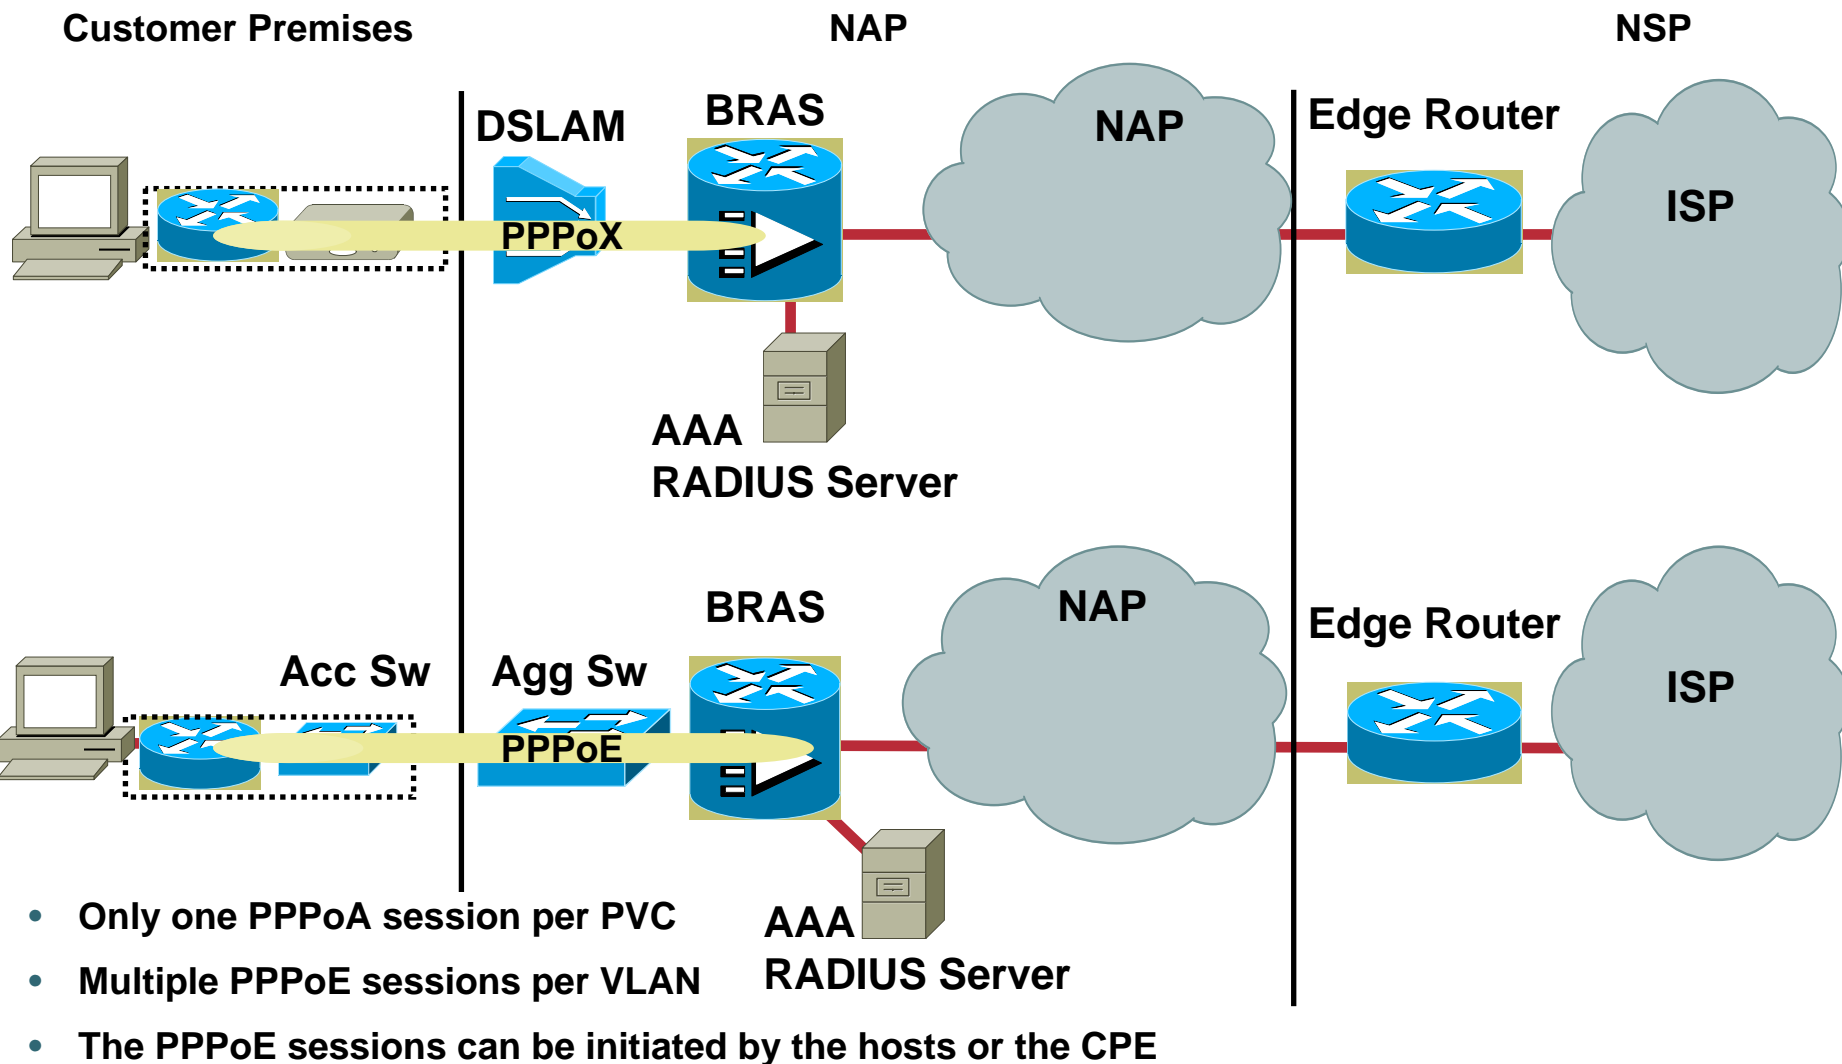 Customer Premises
NAP
NSP
DSLAM
BRAS
NAP
Edge Router
ISP
PPPoX
AAA
RADIUS Server
BRAS
NAP
Edge Router
Acc Sw
Agg Sw
ISP
PPPoE
AAA
RADIUS Server
• Only one PPPoA session per PVC
• Multiple PPPoE sessions per VLAN
• The PPPoE sessions can be initiated by the hosts or the CPE